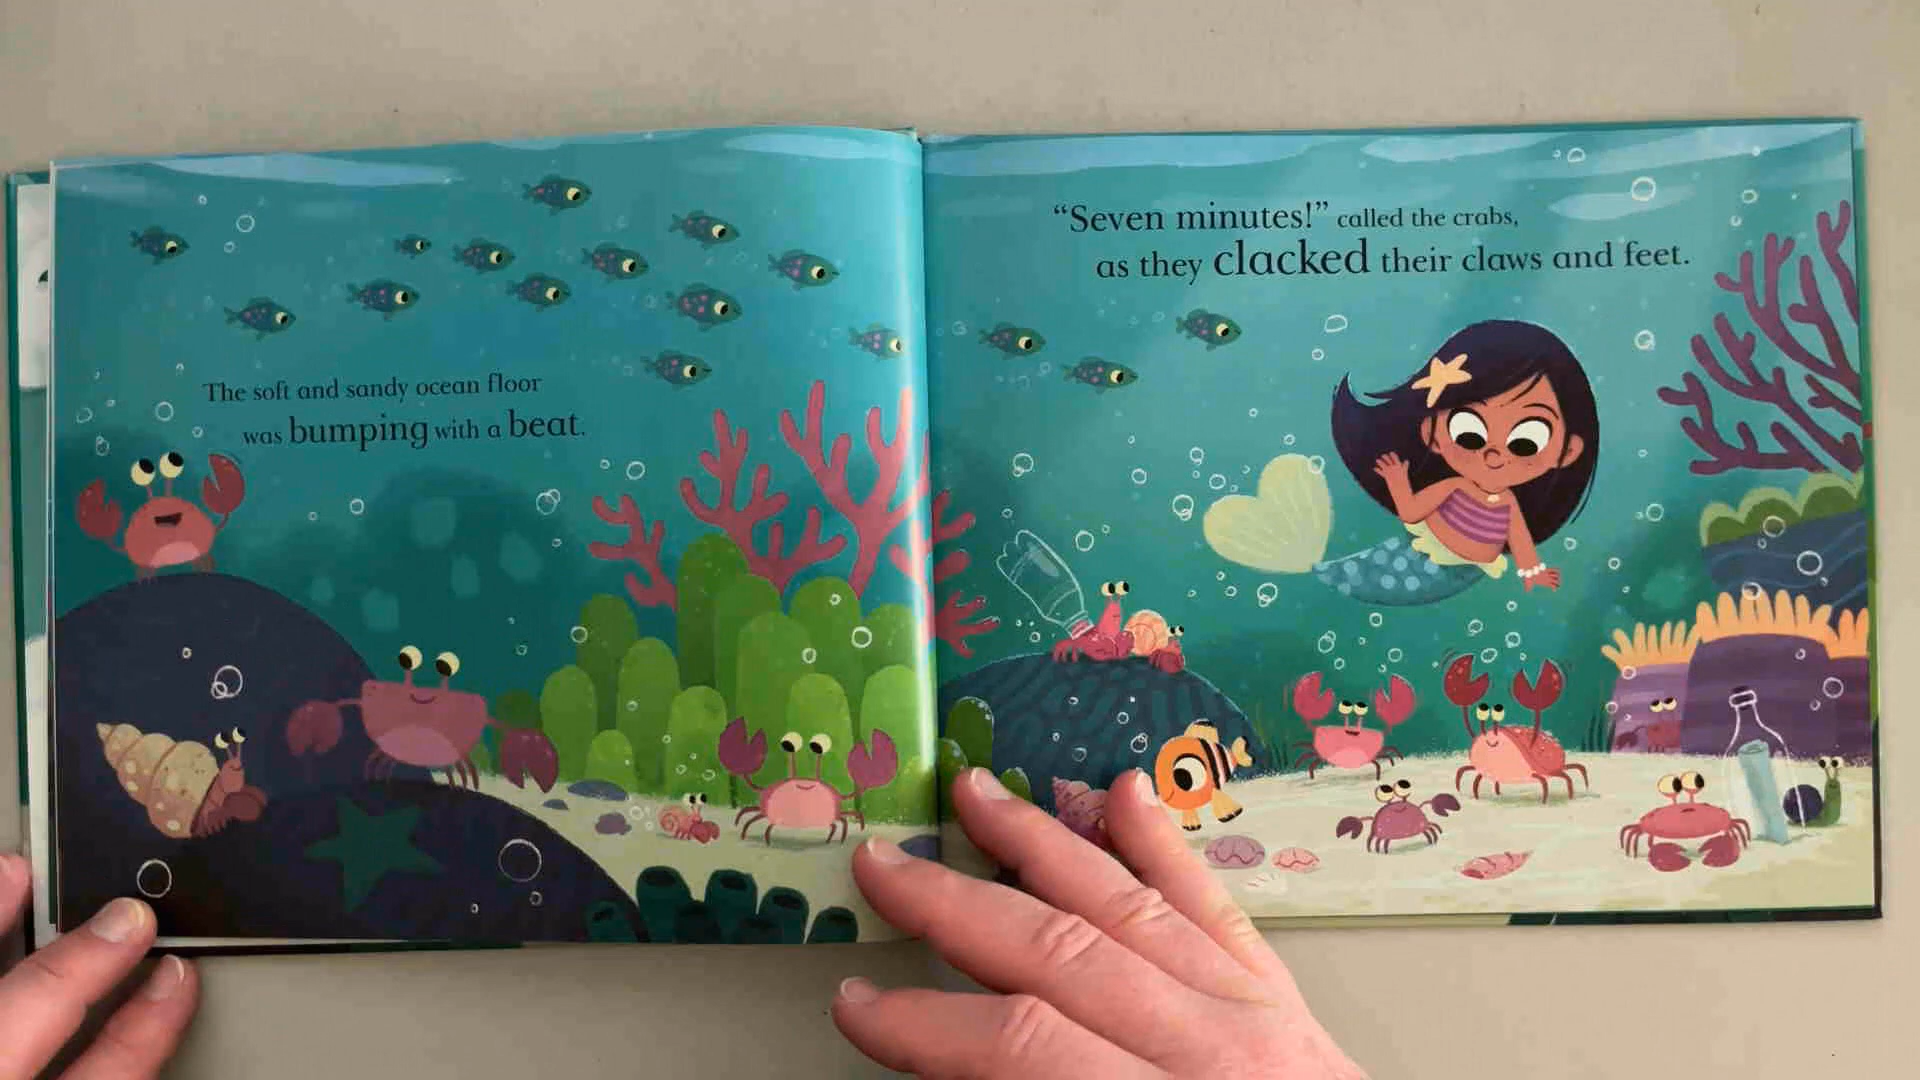 The soft and sandy ocean floor
was bumping with a beat.
“Seven minutes!” called the crabs,
as they clacked their claws and feet.